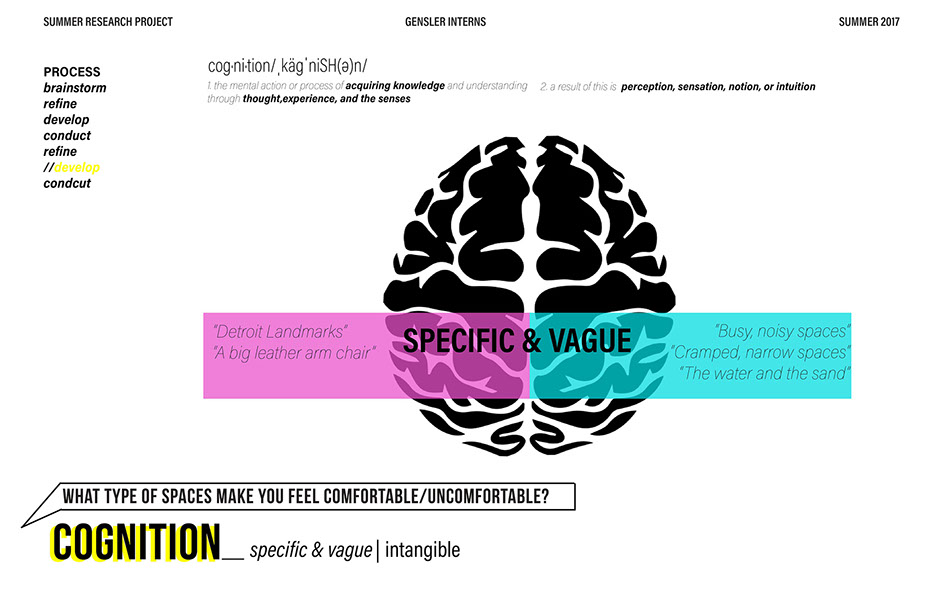 SUMMER RESEARCH PROJECT
GENSLER INTERNS
SUMMER 2017
PROCESS
brainstorm
refine
develop
conduct
refine
//develop
condcut
cog·ni·tion/ˌkäɡˈniSH(ə)n/
1. the mental action or process of acquiring knowledge and understanding
through thought,experience, and the senses
2. a result of this is perception, sensation, notion, or intuition
"Detroit Landmarks"
"A big leather arm chair"
SPECIFIC & VAGUE
"Busy, noisy spaces"
"Cramped, narrow spaces"
"The water and the sand"
WHAT TYPE OF SPACES MAKE YOU FEEL COMFORTABLE/UNCOMFORTABLE?
COGNITION__ specific & vague| intangible